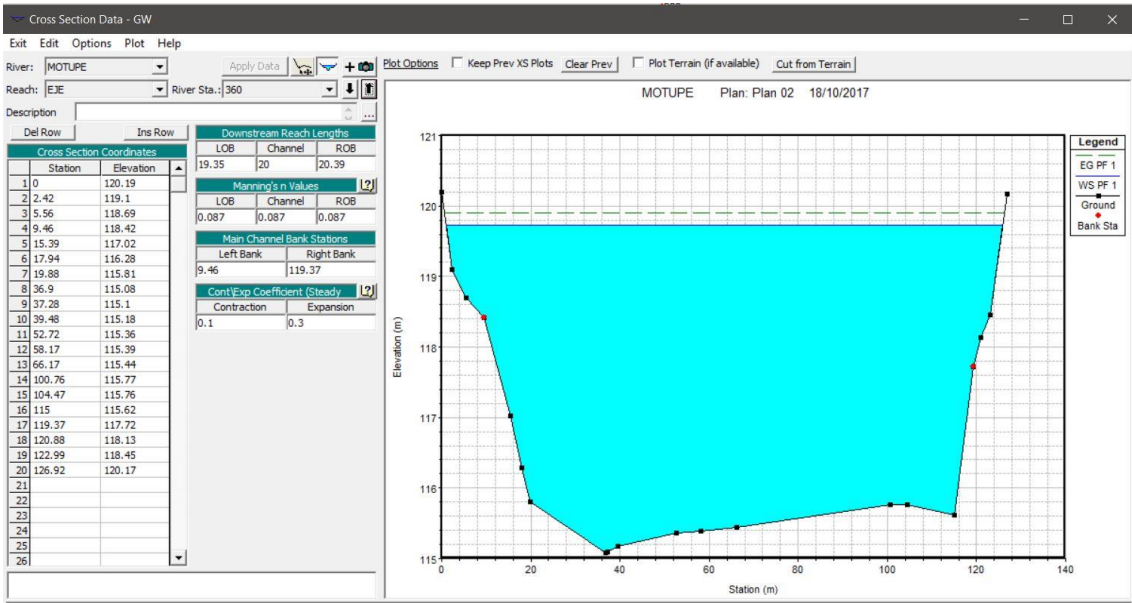 Cross Section Data - GW
Exit Edit Options Plot Help
River: MOTUPE
Apply Data
Plot Options Keep Prev XS Plots Clear Prev Plot Terrain (if available) Cut from Terrain
Reach: EJE River Sta.: 360
Description
...
Del Row Ins Row
Cross Section Coordinates
Station Elevation
1 0 120.19
2 2.42 119.1
3 5.56 118.69
4 9.46 118.42
5 15.39 117.02
6 17.94 116.28
7 19.88 115.81
8 36.9 115.08
9 37.28 115.1
10 39.48 115.18
11 52.72 115.36
12 58.17 115.39
13 66.17 115.44
14 100.76 115.77
15 104.47 115.76
16 115 115.62
17 119.37 117.72
18 120.88 118.13
19 122.99 118.45
20 126.92 120.17
21
22
23
24
25
26
Downstream Reach Lengths
LOB Channel ROB
19.35 20 20.39
Manning's n Values ?
LOB Channel ROB
0.087 0.087 0.087
Main Channel Bank Stations
Left Bank Right Bank
9.46 119.37
Cont\Exp Coefficient (Steady ?
Contraction Expansion
0.1 0.3
MOTUPE Plan: Plan 02 18/10/2017
121
120
119
118
117
116
115
Elevation (m)
0 20 40 60 80 100 120 140
Station (m)
Legend
EG PF 1
WS PF 1
Ground
Bank Sta